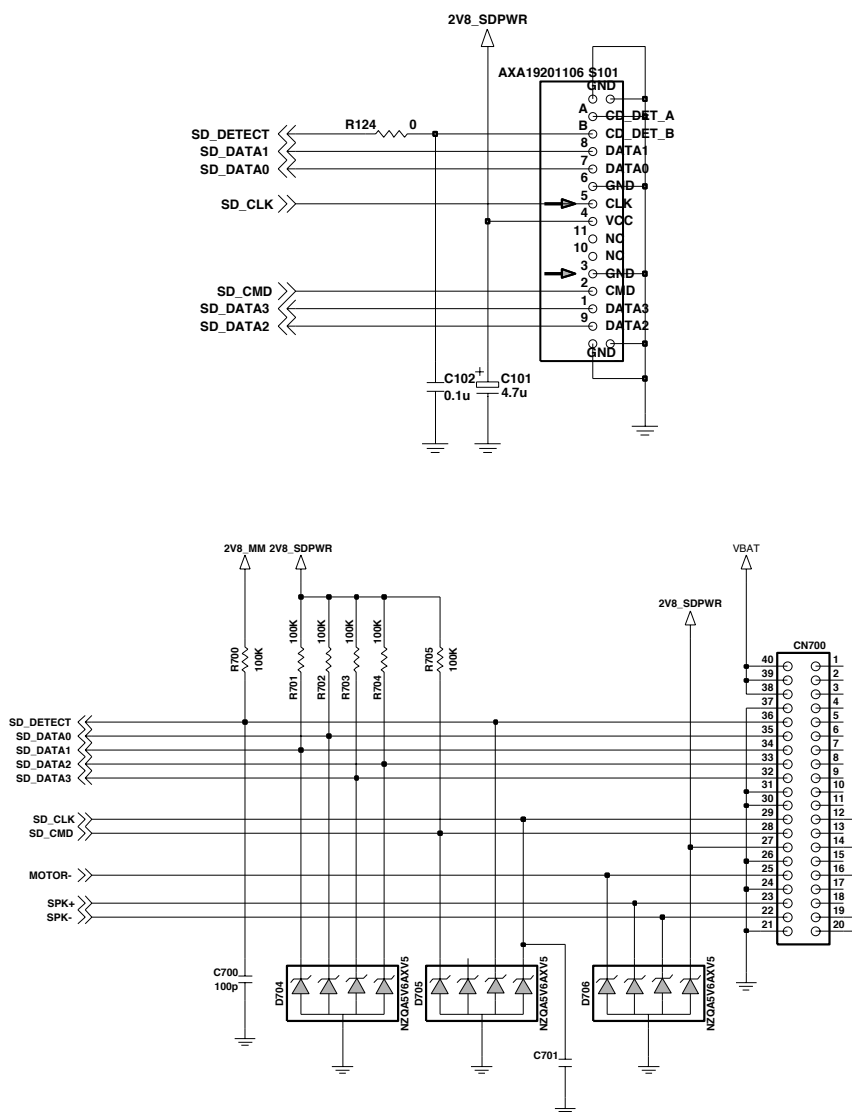 2V8_SDPWR
AXA19201106 S101
GND
A CD_DET_A
SD_DETECT R124 0 B CD_DET_B
SD_DATA1 8 DATA1
SD_DATA0 7 DATA0
6 GND
SD_CLK 5 CLK
4 VCC
11 NC
10 NC
3 GND
SD_CMD 2 CMD
SD_DATA3 1 DATA3
SD_DATA2 9 DATA2
GND
C102 + C101
0.1u 4.7u
2V8_MM 2V8_SDPWR VBAT
2V8_SDPWR
CN700
R700 100K
R701 100K
R702 100K
R703 100K
R704 100K
R705 100K
40 1
39 2
38 3
37 4
SD_DETECT 36 5
SD_DATA0 35 6
SD_DATA1 34 7
SD_DATA2 33 8
SD_DATA3 32 9
31 10
30 11
SD_CLK 29 12
SD_CMD 28 13
27 14
26 15
MOTOR- 25 16
24 17
SPK+ 23 18
SPK- 22 19
21 20
C700
100p
D704 NZQA5V6AXV5
D705 NZQA5V6AXV5
D706 NZQA5V6AXV5
C701